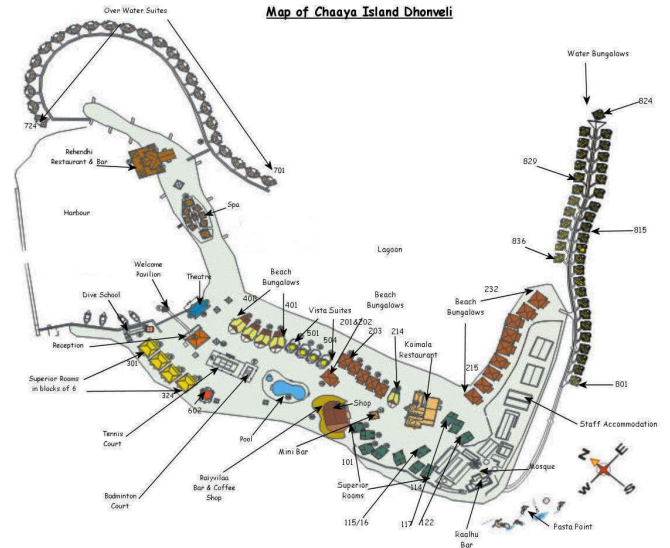 Map of Chaaya Island Dhonveli
Over Water Suites
Water Bungalows
824
724
Rehendhi
Restaurant & Bar
829
701
Spa
815
Harbour
836
Lagoon
Welcome
Pavilion
Theatre
Beach
Bungalows
408
401
Vista Suites
Beach
Bungalows
232
Beach
Bungalows
Dive School
501
504
201&202
203
214
Koimala
Restaurant
Reception
301
215
801
Superior Rooms
in blocks of 6
324
602
Shop
Staff Accommodation
Tennis
Court
Pool
Mini Bar
101
N
E
W
S
Badminton
Court
Raiyvilaa
Bar & Coffee
Shop
Superior
Rooms
114
Mosque
115/16
117
122
Raalhu
Bar
Pasta Point